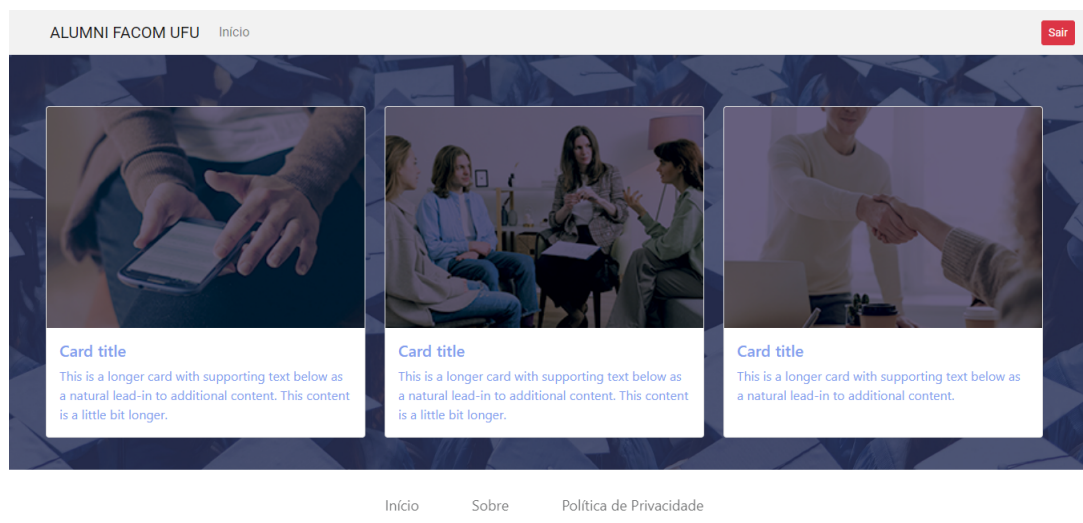 ALUMNI FACOM UFU Início Sair
Card title
This is a longer card with supporting text below as
a natural lead-in to additional content. This content
is a little bit longer.
Card title
This is a longer card with supporting text below as
a natural lead-in to additional content. This content
is a little bit longer.
Card title
This is a longer card with supporting text below as
a natural lead-in to additional content.
Início Sobre Política de Privacidade